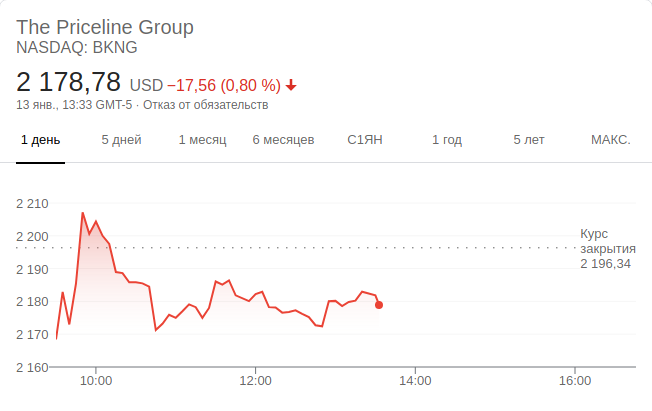 The Priceline Group
NASDAQ: BKNG
2 178,78 USD −17,56 (0,80 %)
13 янв., 13:33 GMT-5 · Отказ от обязательств
1 день 5 дней 1 месяц 6 месяцев С1ЯН 1 год 5 лет МАКС.
2 210
2 200
2 190
2 180
2 170
2 160
Курс
закрытия
2 196,34
10:00 12:00 14:00 16:00